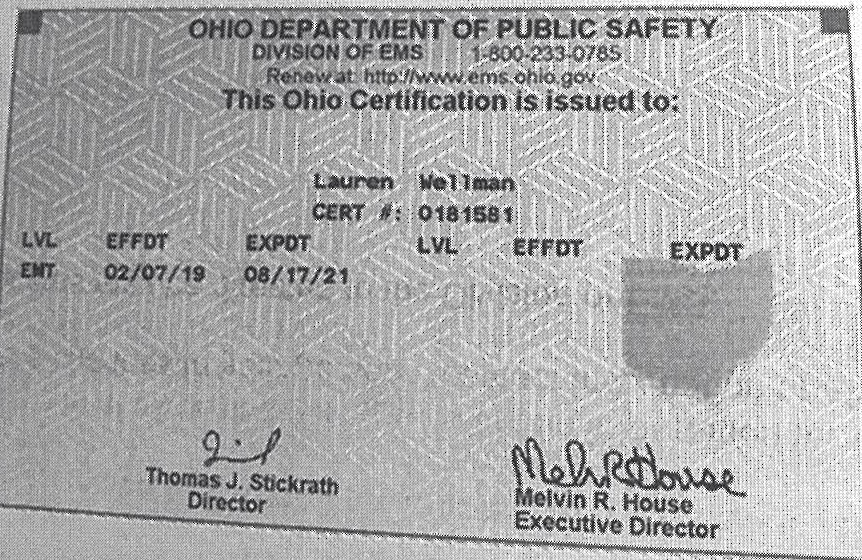 OHIO DEPARTMENT OF PUBLIC SAFETY
DIVISION OF EMS 1-800-233-0785
Renew at http://www.ems.ohio.gov
This Ohio Certification is issued to:
Lauren Wellman
CERT #: 0181581
LVL EFFDT EXPDT LVL EFFDT EXPDT
EMT 02/07/19 08/17/21
Thomas J. Stickrath
Director
Melvin R. House
Melvin R. House
Executive Director